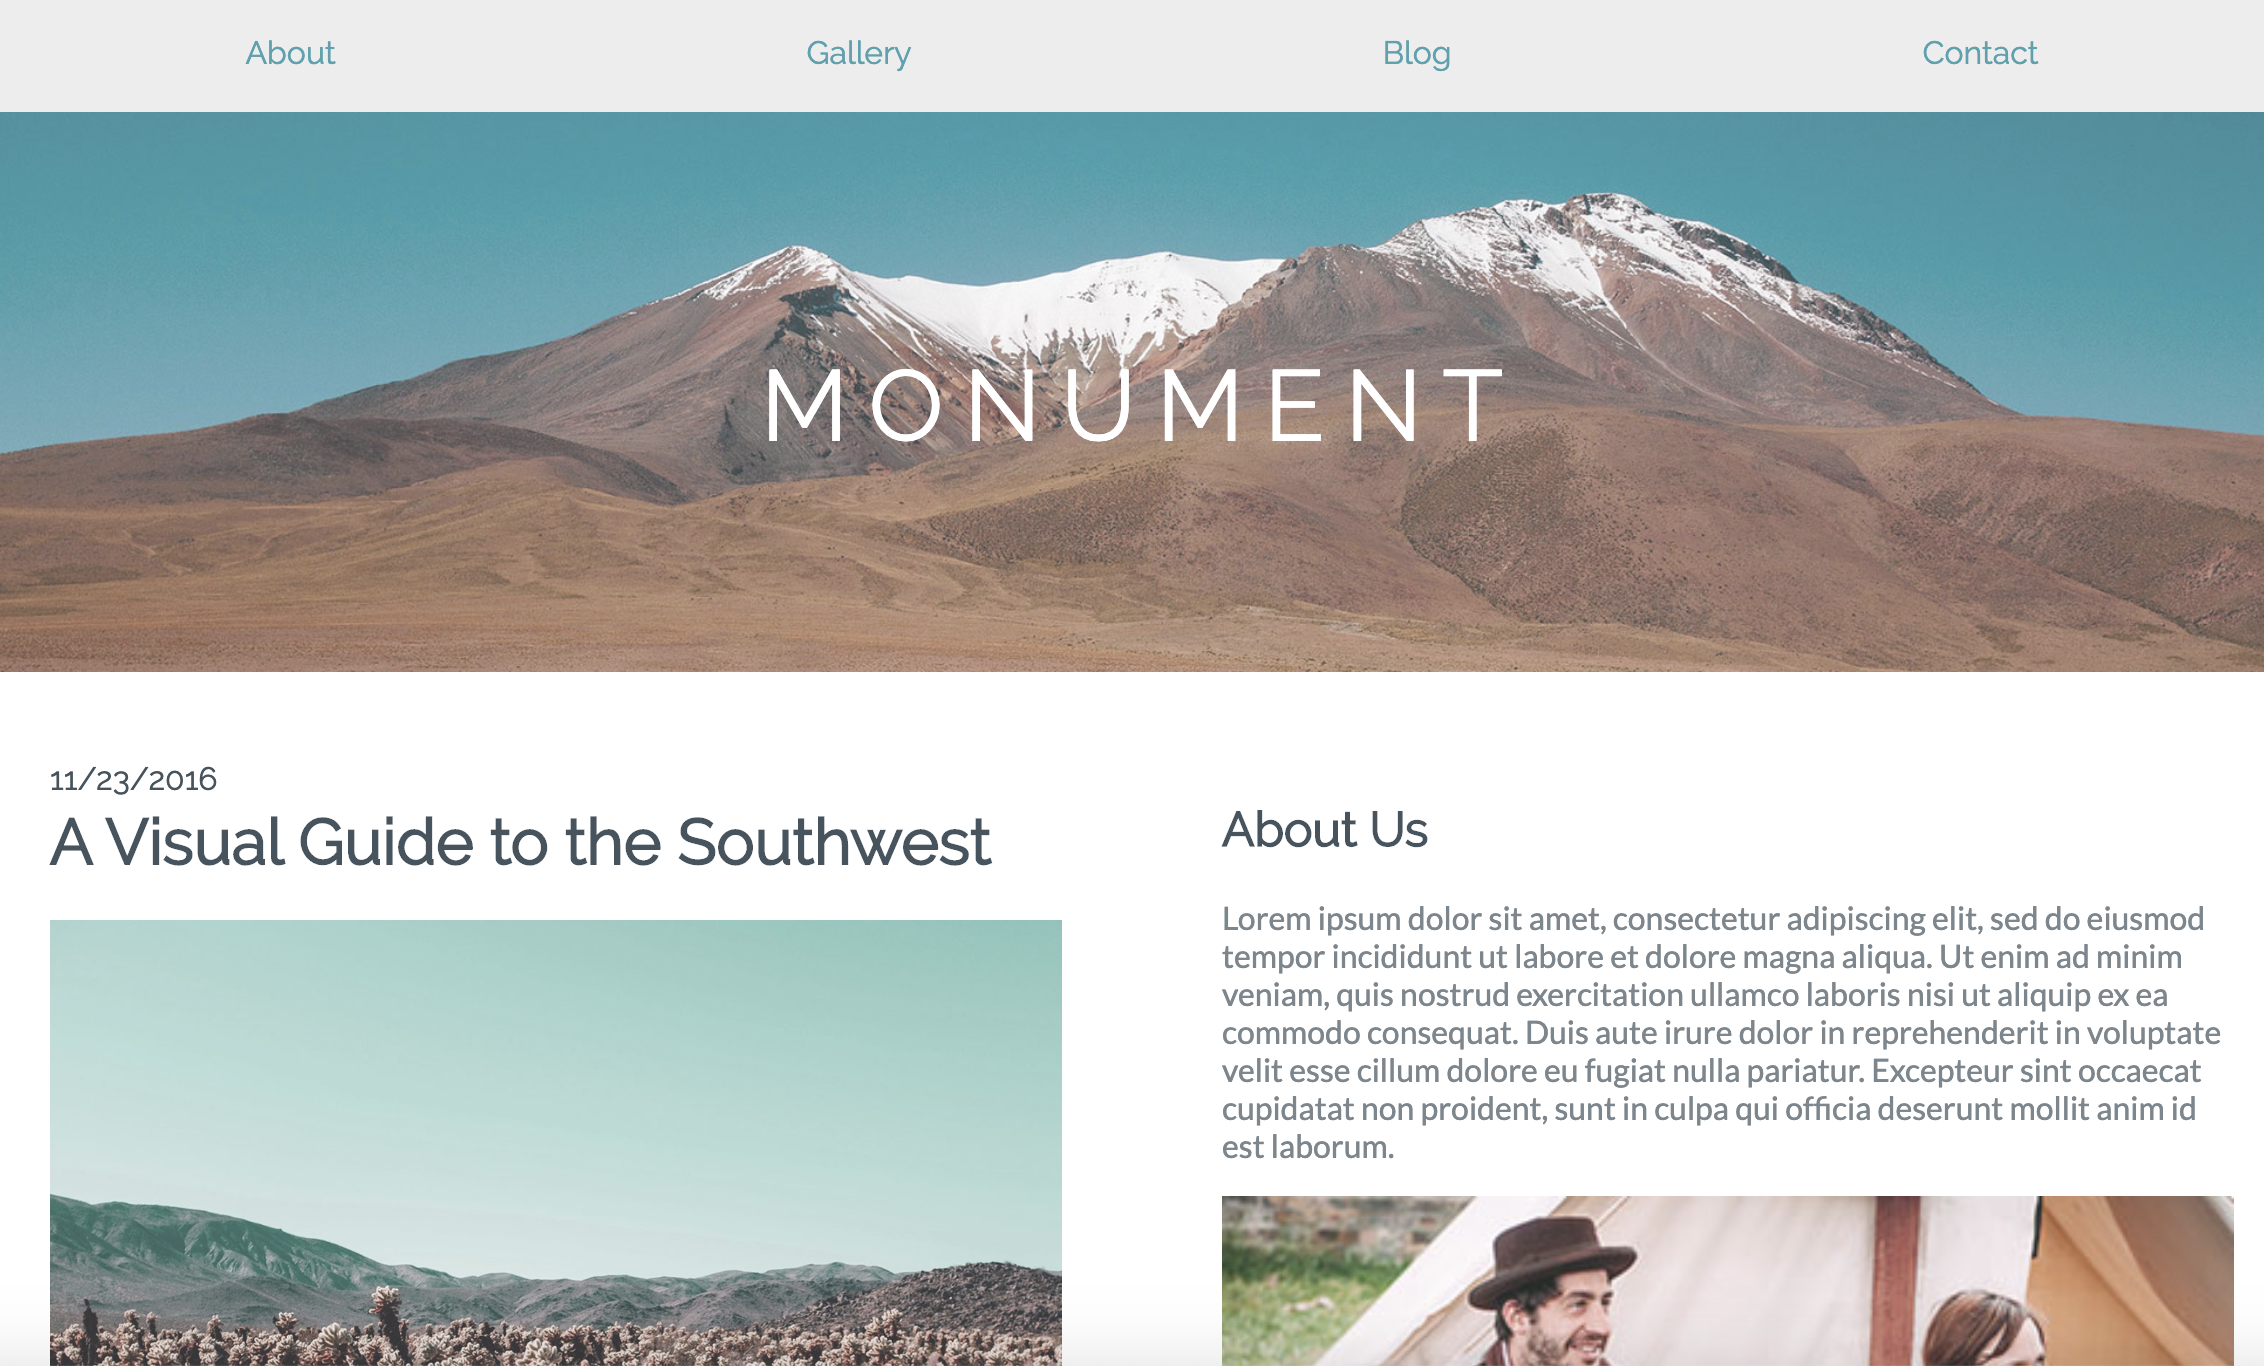 About
Gallery
Blog
Contact
MONUMENT
11/23/2016
A Visual Guide to the Southwest
About Us
Lorem ipsum dolor sit amet, consectetur adipiscing elit, sed do eiusmod
tempor incididunt ut labore et dolore magna aliqua. Ut enim ad minim
veniam, quis nostrud exercitation ullamco laboris nisi ut aliquip ex ea
commodo consequat. Duis aute irure dolor in reprehenderit in voluptate
velit esse cillum dolore eu fugiat nulla pariatur. Excepteur sint occaecat
cupidatat non proident, sunt in culpa qui officia deserunt mollit anim id
est laborum.